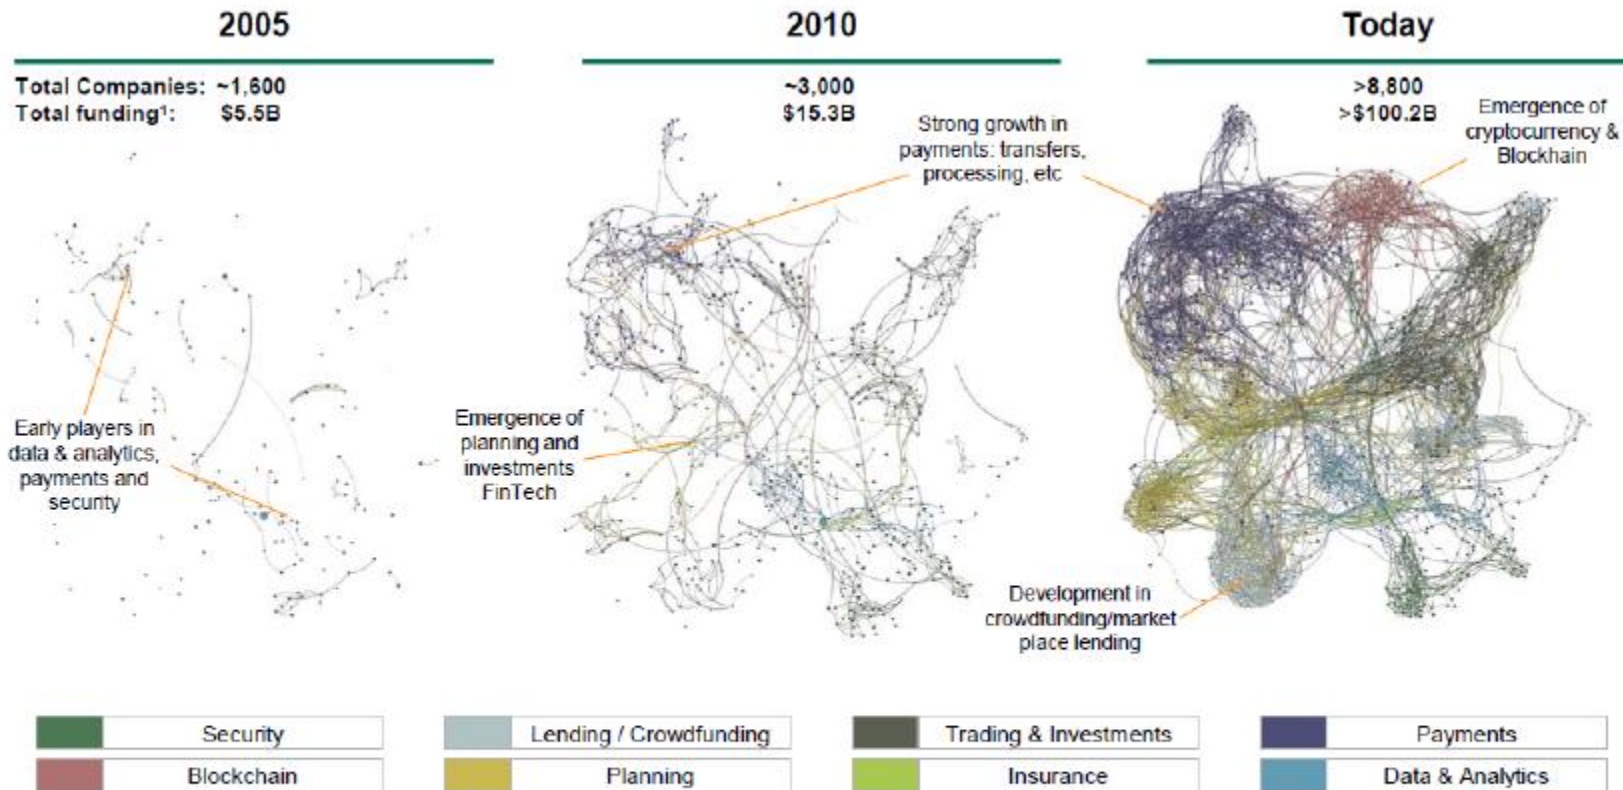 2005
2010
Today
Total Companies: ~1,600
~3,000
>8,800
Total funding¹: $5.5B
$15.3B
>$100.2B
Strong growth in
payments: transfers,
processing, etc
Emergence of
cryptocurrency &
Blockhain
Early players in
data & analytics,
payments and
security
Emergence of
planning and
investments
FinTech
Development in
crowdfunding/market
place lending
Security
Lending / Crowdfunding
Trading & Investments
Payments
Blockchain
Planning
Insurance
Data & Analytics